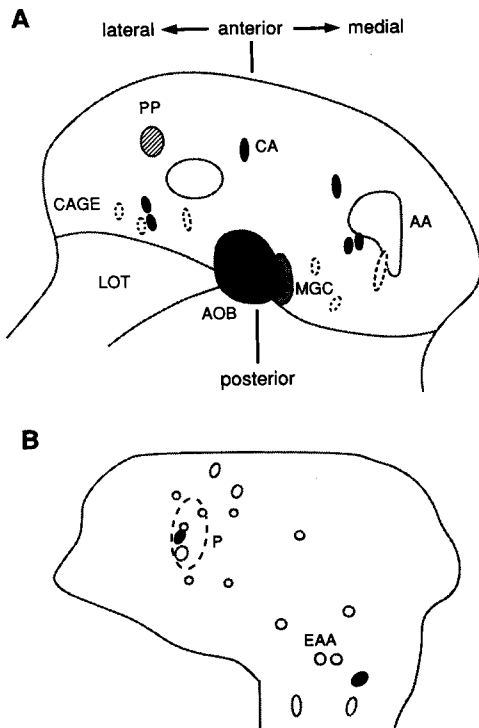 A
lateral anterior medial
PP
CA
CAGE
AA
LOT
MGC
AOB
posterior
B
P
EAA